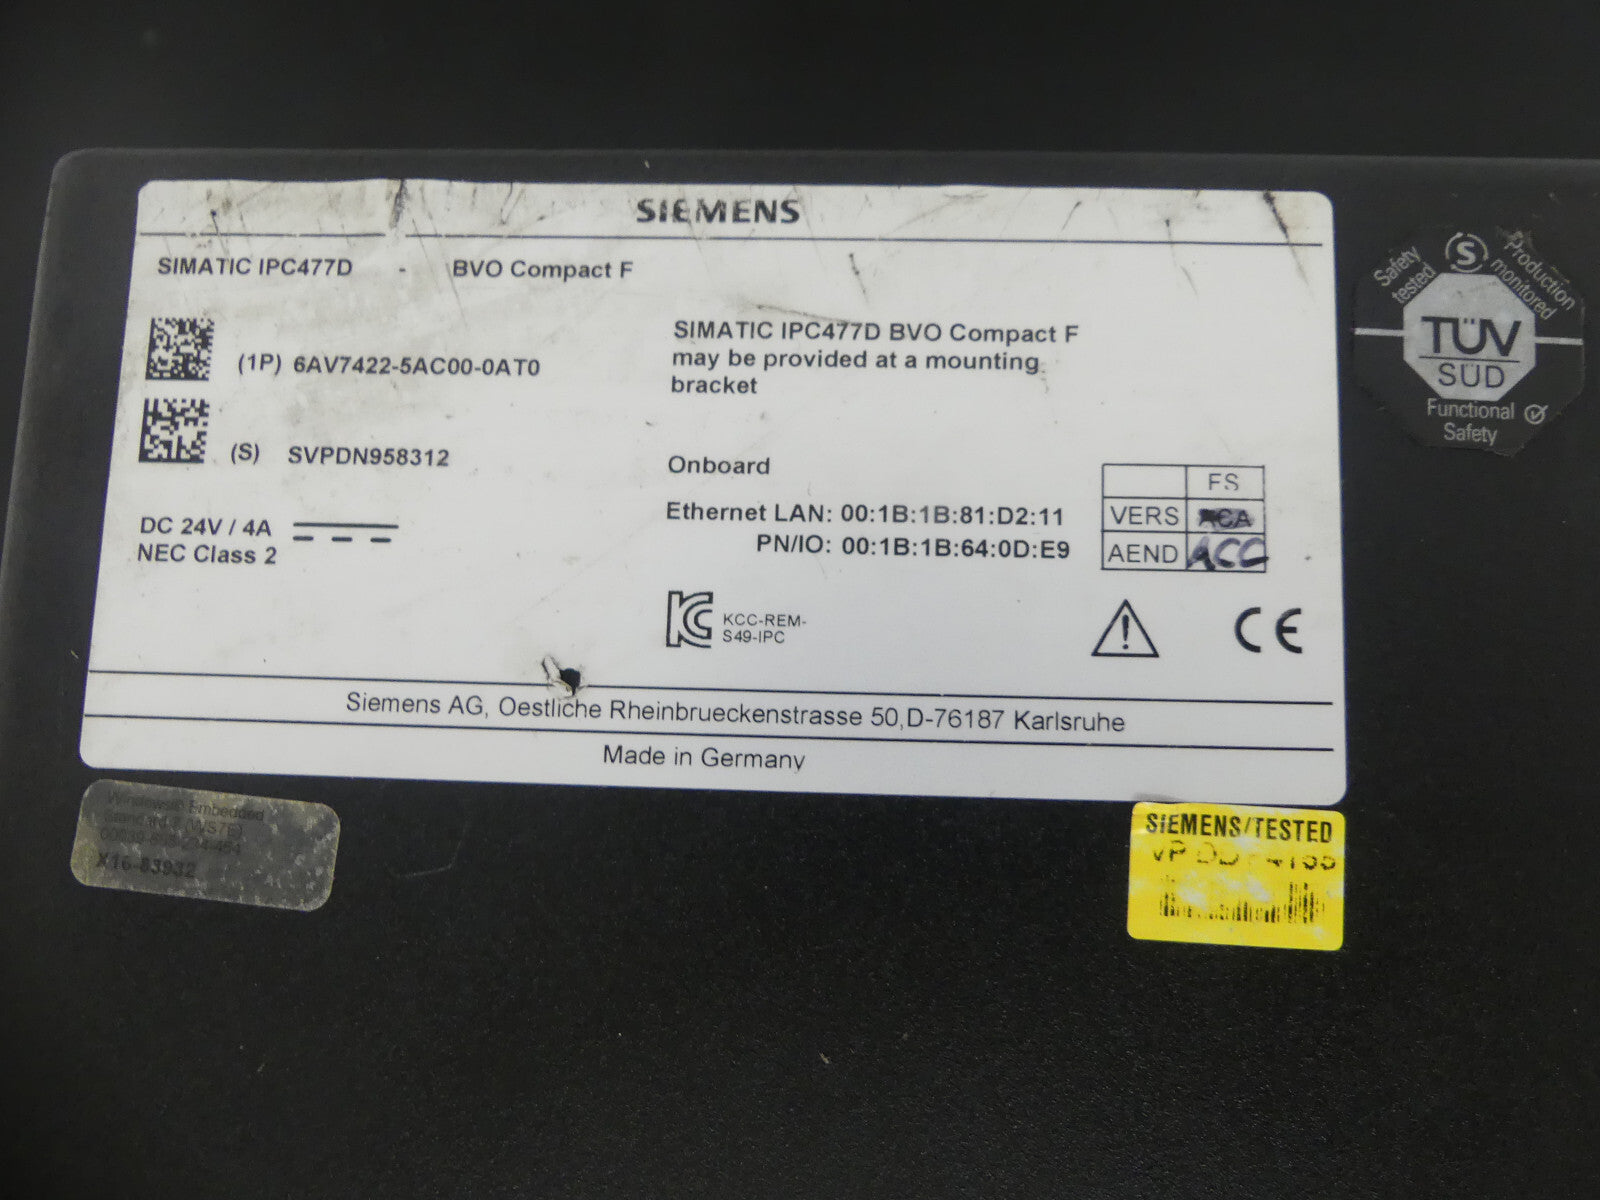 SIEMENS
SIMATIC IPC477D - BVO Compact F
(1P) 6AV7422-5AC00-0AT0
(S) SVPDN958312
DC 24V / 4A
NEC Class 2
SIMATIC IPC477D BVO Compact F
may be provided at a mounting
bracket
Onboard
Ethernet LAN: 00:1B:1B:81:D2:11
PN/IO: 00:1B:1B:64:0D:E9
FS
VERS
AEND ACC
KCC-REM-
S49-IPC
CE
Siemens AG, Oestliche Rheinbrueckenstrasse 50,D-76187 Karlsruhe
Made in Germany
Safety
tested
Production
monitored
TÜV
SÜD
Functional
Safety
Windows® Embedded
(WS7E)
X16-83932
SIEMENS/TESTED